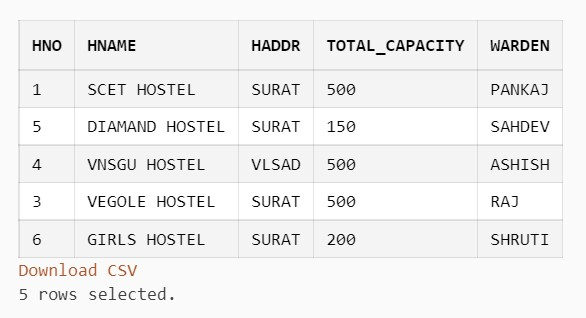 HNO HNAME HADDR TOTAL_CAPACITY WARDEN
1 SCET HOSTEL SURAT 500 PANKAJ
5 DIAMAND HOSTEL SURAT 150 SAHDEV
4 VNSGU HOSTEL VLSAD 500 ASHISH
3 VEGOLE HOSTEL SURAT 500 RAJ
6 GIRLS HOSTEL SURAT 200 SHRUTI
Download CSV
5 rows selected.